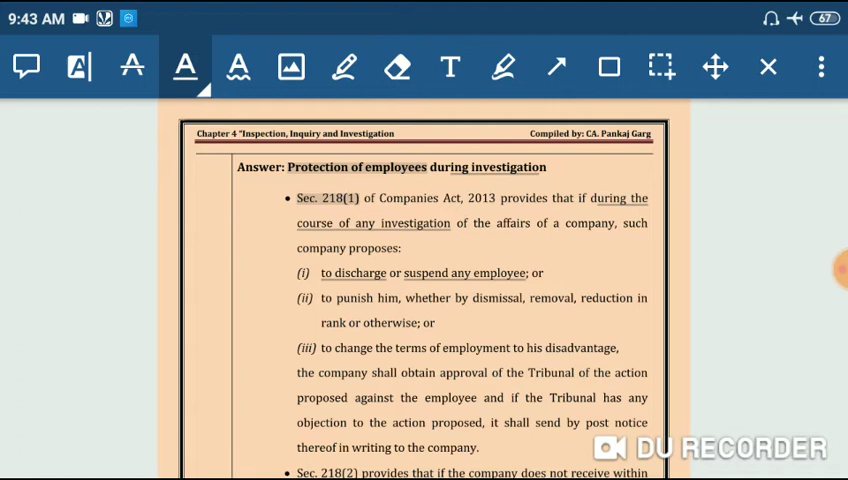 9:43 AM
67
A A A A T
Chapter 4 "Inspection, Inquiry and Investigation Compiled by: CA. Pankaj Garg
Answer: Protection of employees during investigation
• Sec. 218(1) of Companies Act, 2013 provides that if during the
course of any investigation of the affairs of a company, such
company proposes:
(i) to discharge or suspend any employee; or
(ii) to punish him, whether by dismissal, removal, reduction in
rank or otherwise; or
(iii) to change the terms of employment to his disadvantage,
the company shall obtain approval of the Tribunal of the action
proposed against the employee and if the Tribunal has any
objection to the action proposed, it shall send by post notice
thereof in writing to the company.
DU RECORDER
• Sec. 218(2) provides that if the company does not receive within